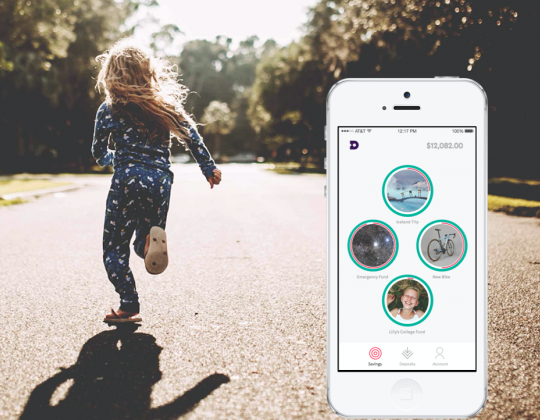 AT&T 12:17 PM 100%
D $12,082.00
Iceland Trip
Emergency Fund New Bike
Lilly's College Fund
Savings Deposits Account